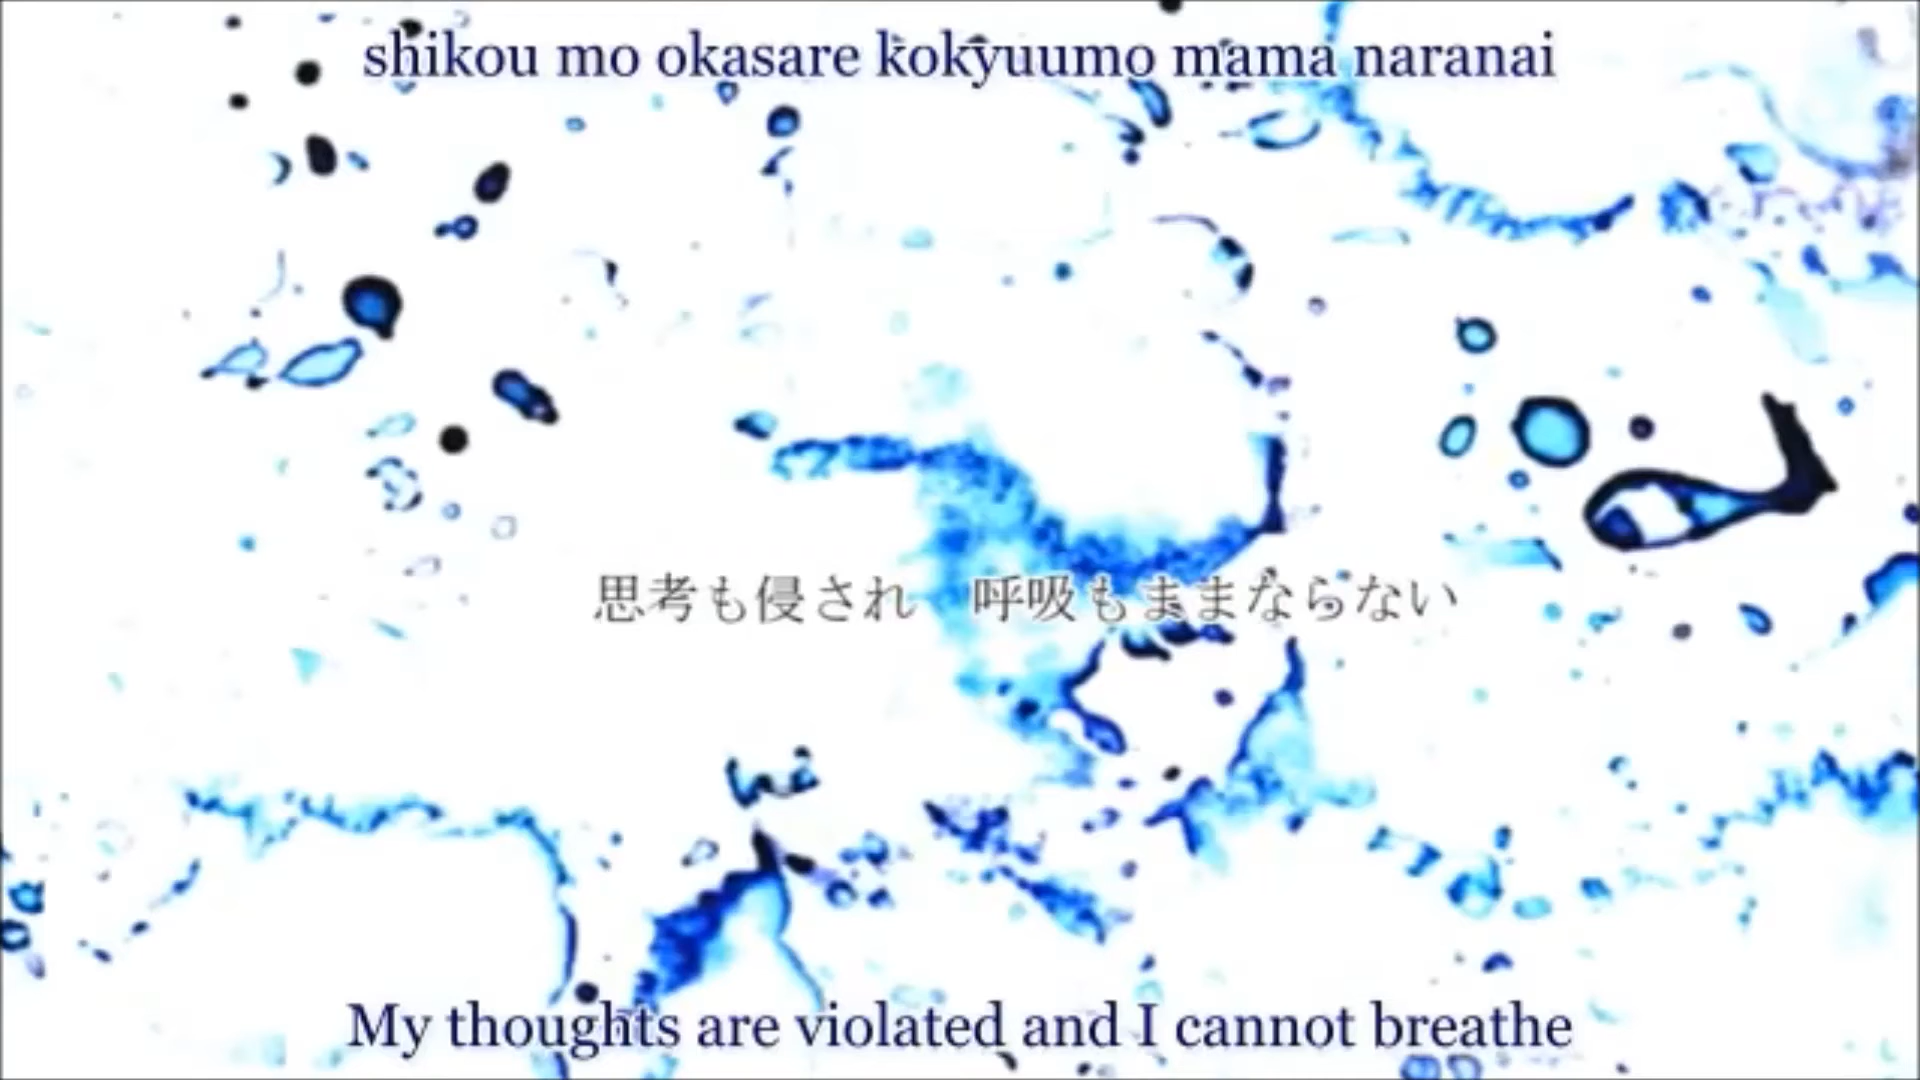 shikou mo okasare kokyuumo mama naranai
思考も侵され　呼吸もままならない
My thoughts are violated and I cannot breathe